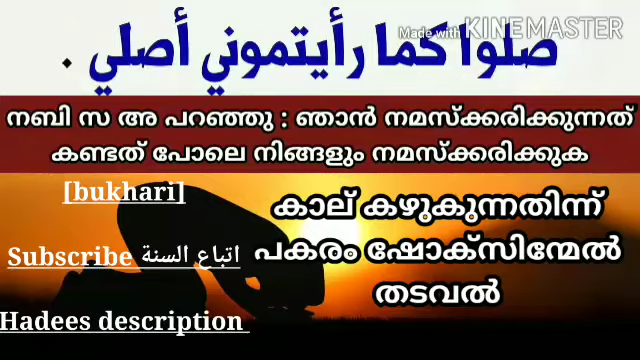 Made with KINEMASTER
صلوا كما رأيتموني أصلي .
നബി സ അ പറഞ്ഞു : ഞാൻ നമസ്ക്കരിക്കുന്നത്
കണ്ടത് പോലെ നിങ്ങളും നമസ്ക്കരിക്കുക
[bukhari]
കാല് കഴുകുന്നതിന്ന്
Subscribe اتباع السنة
പകരം ഷോക്സിന്മേൽ
തടവൽ
Hadees description